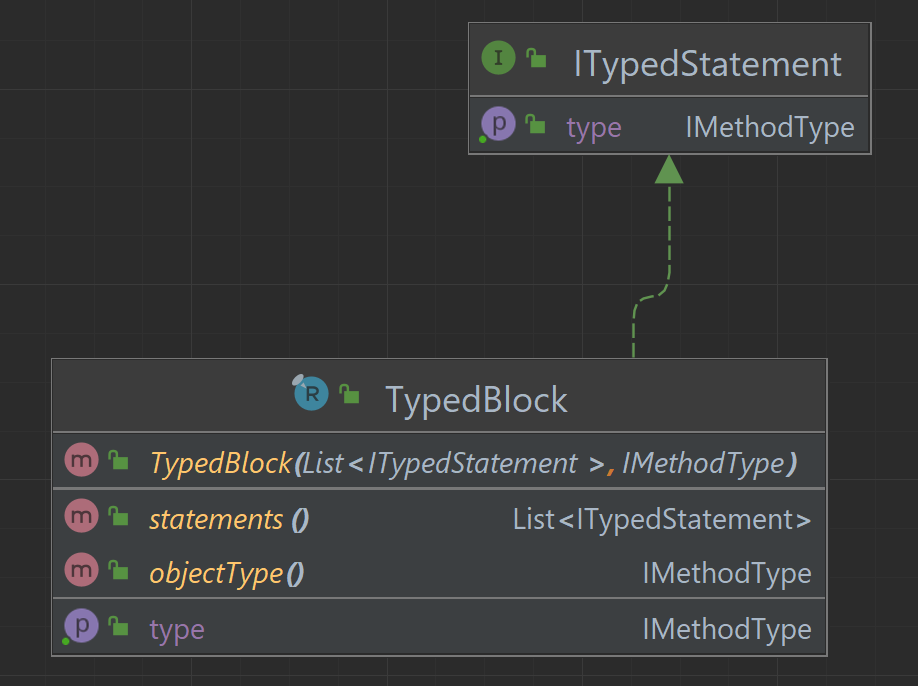 I ITypedStatement
p type IMethodType
R TypedBlock
m TypedBlock(List<ITypedStatement >, IMethodType)
m statements () List<ITypedStatement>
m objectType() IMethodType
p type IMethodType